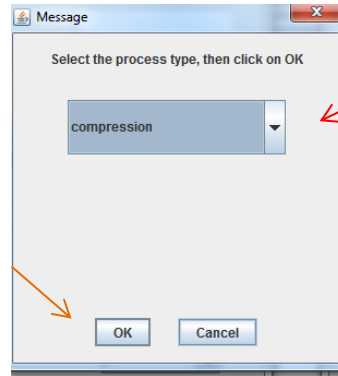 Message
Select the process type, then click on OK
compression
OK Cancel